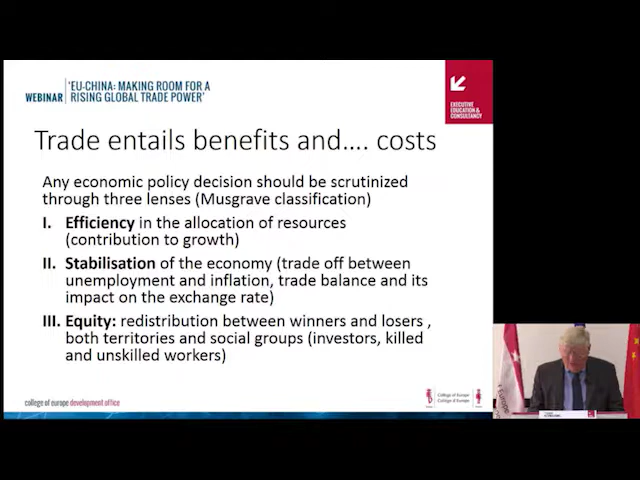 WEBINAR
'EU-CHINA: MAKING ROOM FOR A
RISING GLOBAL TRADE POWER'
EXECUTIVE
EDUCATION &
CONSULTANCY
Trade entails benefits and.... costs
Any economic policy decision should be scrutinized
through three lenses (Musgrave classification)
I. Efficiency in the allocation of resources
(contribution to growth)
II. Stabilisation of the economy (trade off between
unemployment and inflation, trade balance and its
impact on the exchange rate)
III. Equity: redistribution between winners and losers ,
both territories and social groups (investors, killed
and unskilled workers)
college of europe development office
College of Europe
Collège d'Europe